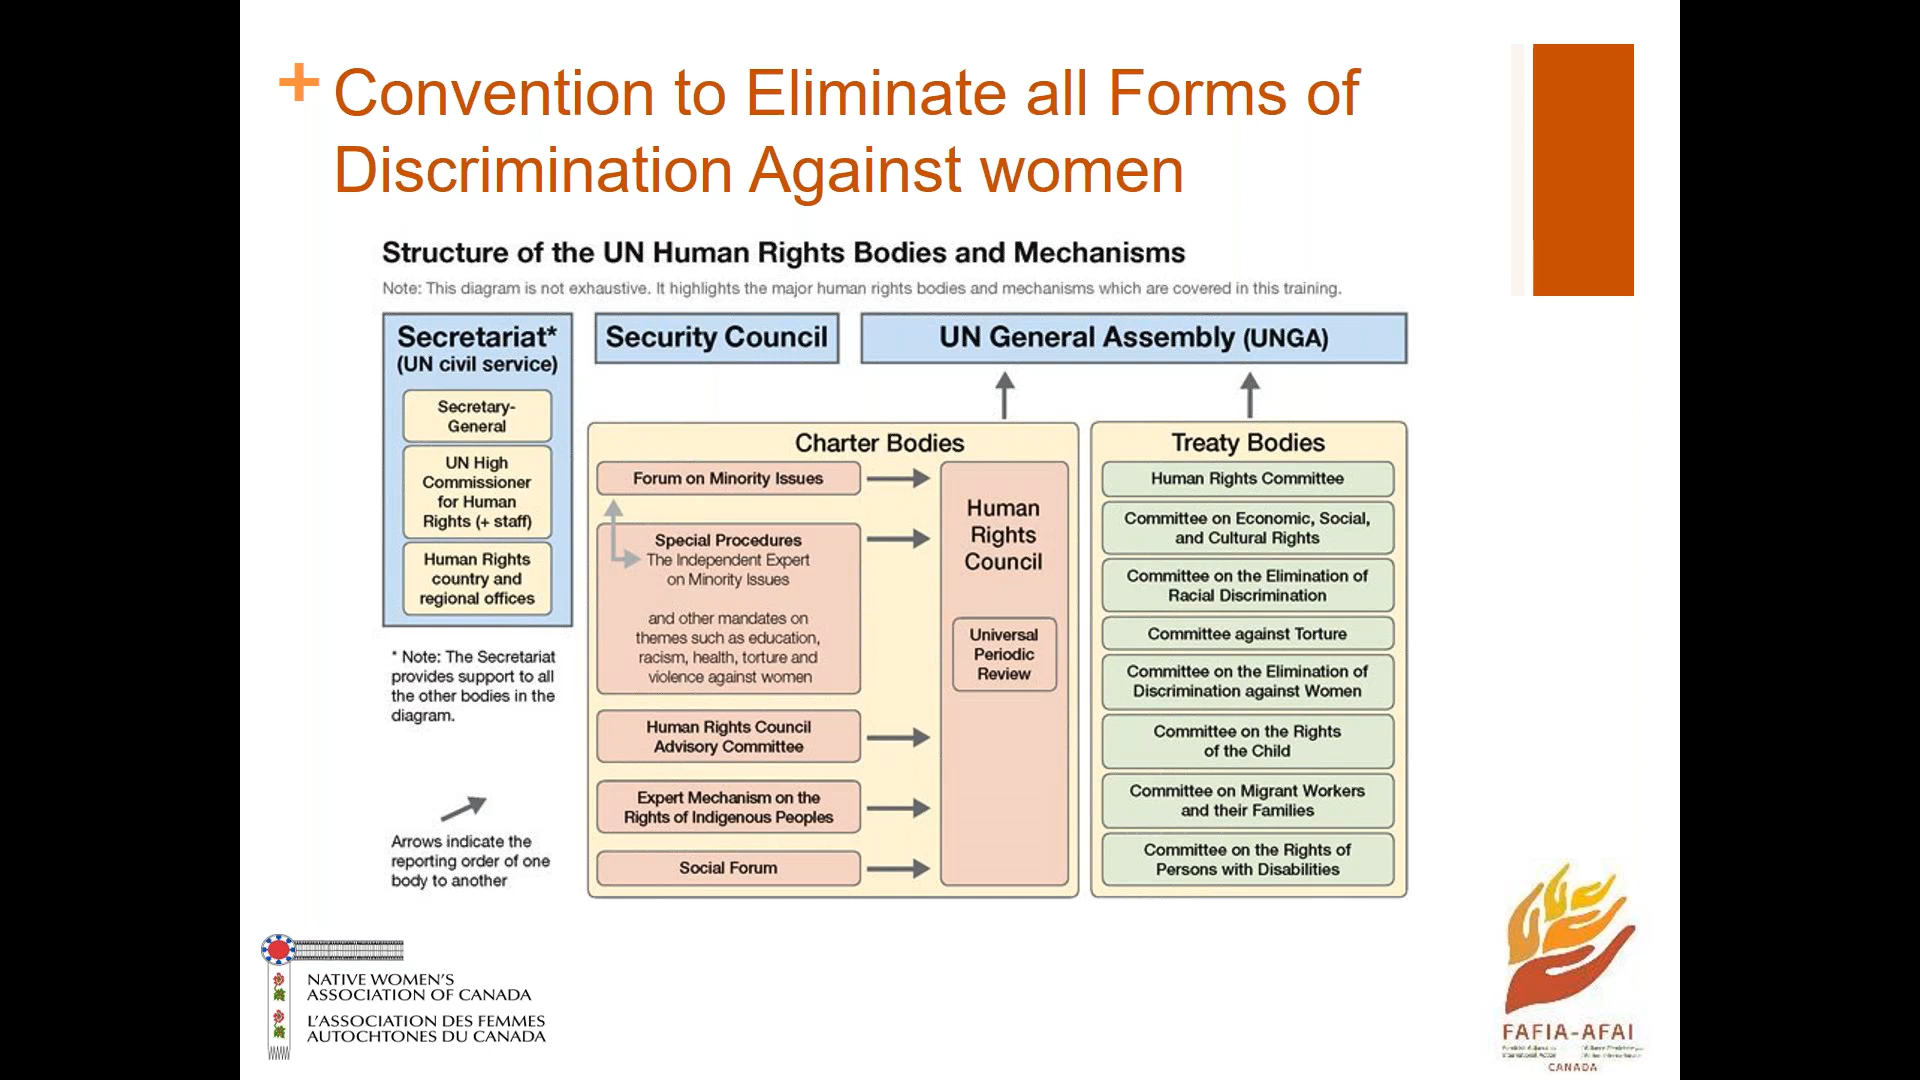 + Convention to Eliminate all Forms of
Discrimination Against women
Structure of the UN Human Rights Bodies and Mechanisms
Note: This diagram is not exhaustive. It highlights the major human rights bodies and mechanisms which are covered in this training.
Secretariat*
(UN civil service)
Secretary-
General
UN High
Commissioner
for Human
Rights (+ staff)
Human Rights
country and
regional offices
* Note: The Secretariat
provides support to all
the other bodies in the
diagram.
Arrows indicate the
reporting order of one
body to another
Security Council
UN General Assembly (UNGA)
Charter Bodies
Forum on Minority Issues
Special Procedures
The Independent Expert
on Minority Issues
and other mandates on
themes such as education,
racism, health, torture and
violence against women
Human Rights Council
Advisory Committee
Expert Mechanism on the
Rights of Indigenous Peoples
Social Forum
Human
Rights
Council
Universal
Periodic
Review
Treaty Bodies
Human Rights Committee
Committee on Economic, Social,
and Cultural Rights
Committee on the Elimination of
Racial Discrimination
Committee against Torture
Committee on the Elimination of
Discrimination against Women
Committee on the Rights
of the Child
Committee on Migrant Workers
and their Families
Committee on the Rights of
Persons with Disabilities
NATIVE WOMEN'S
ASSOCIATION OF CANADA
L'ASSOCIATION DES FEMMES
AUTOCHTONES DU CANADA
FAFIA-AFAI
CANADA